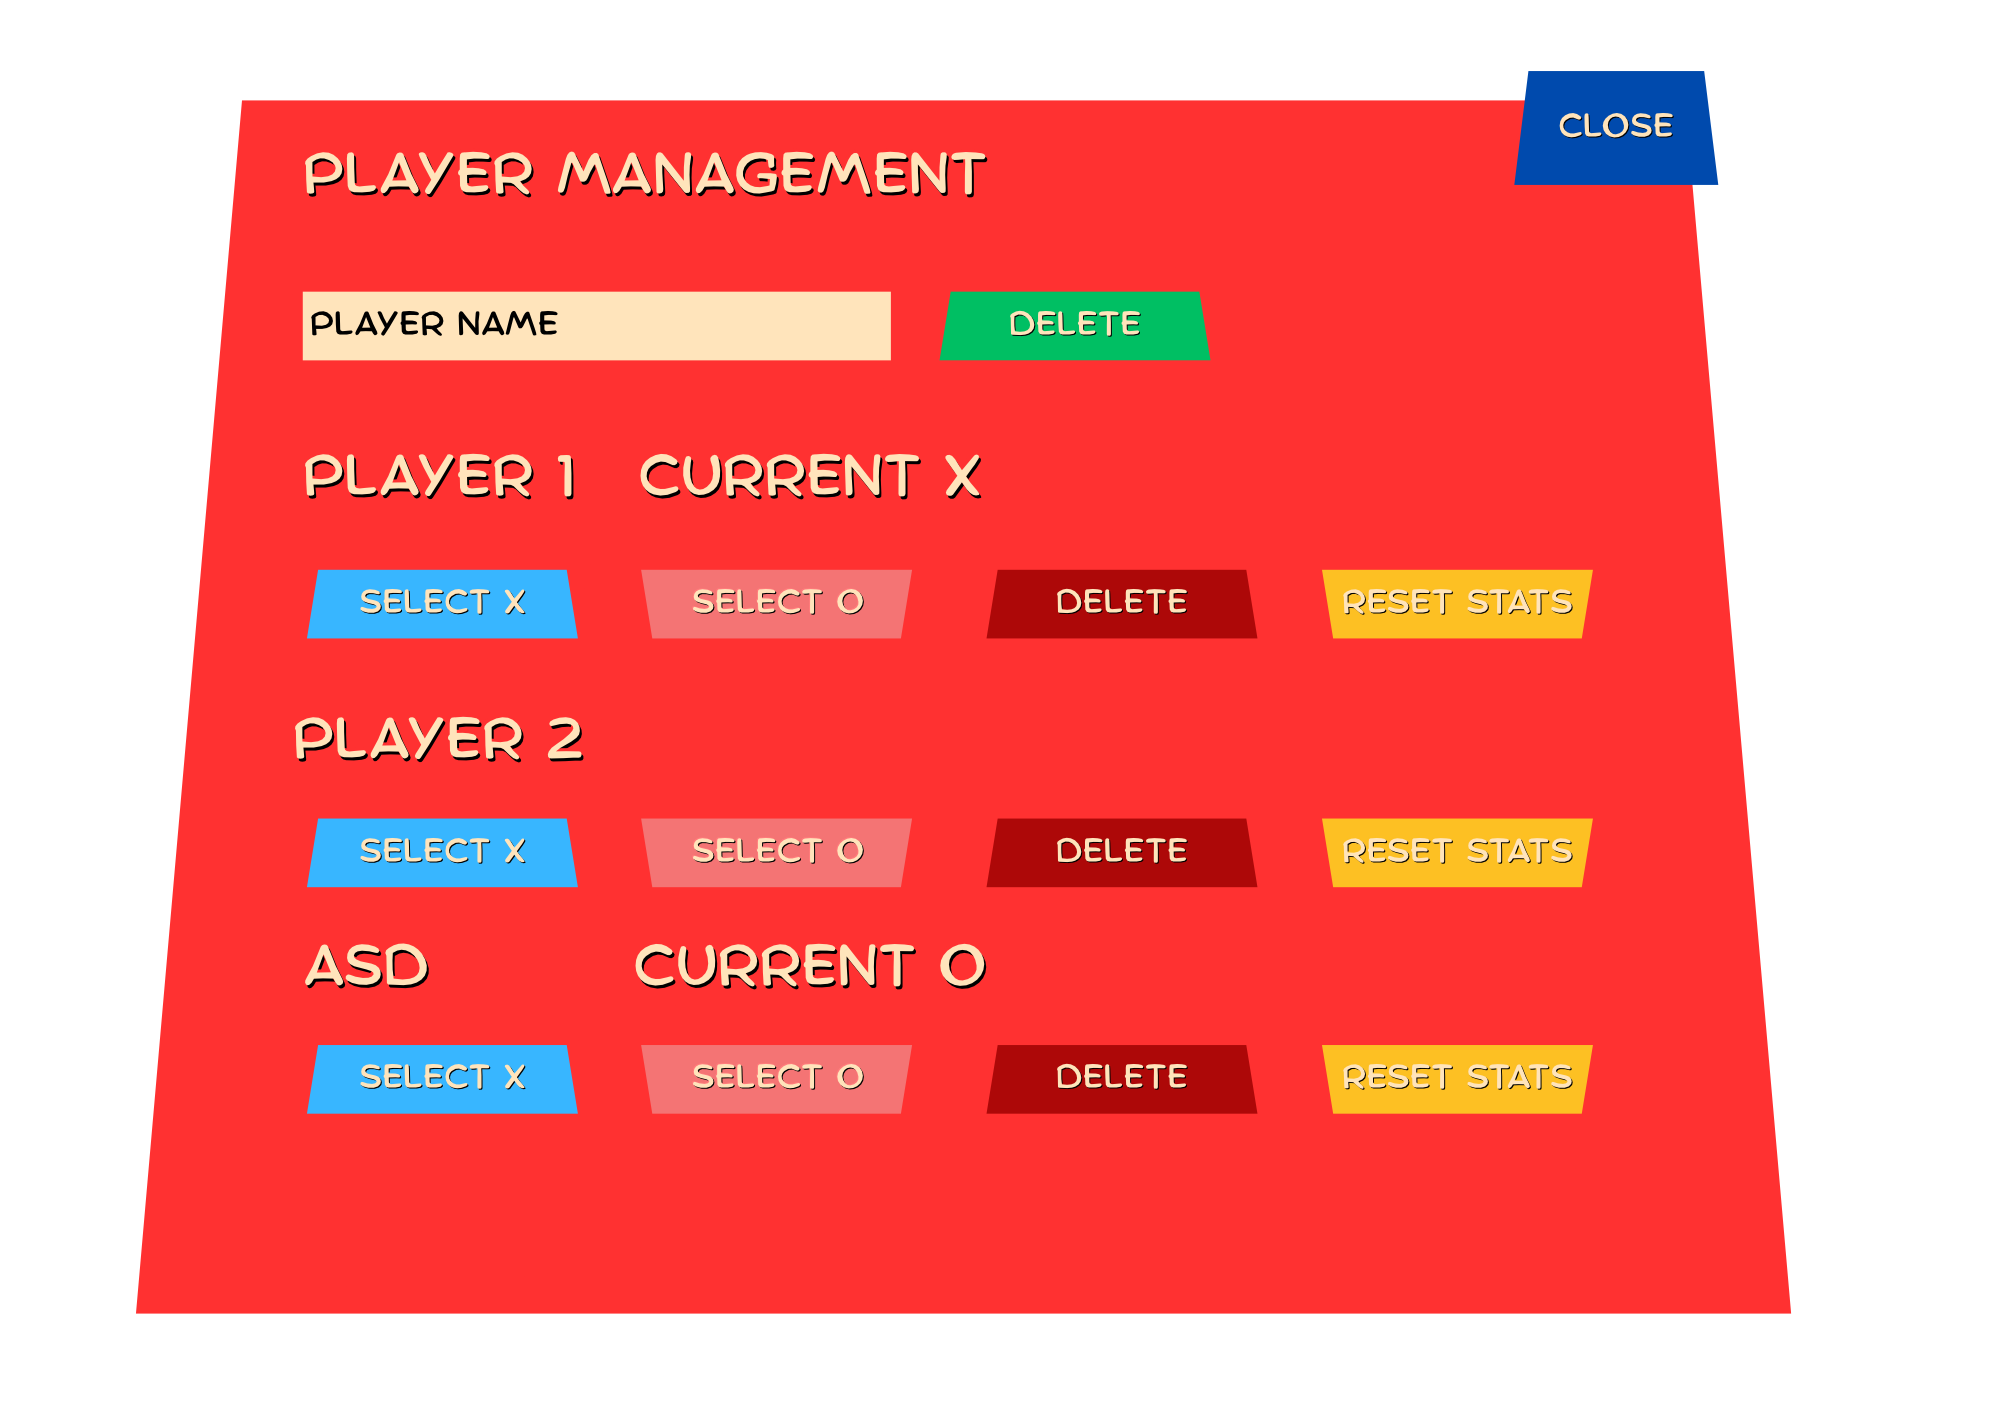 CLOSE
PLAYER MANAGEMENT
PLAYER NAME DELETE
PLAYER 1 CURRENT X
SELECT X SELECT O DELETE RESET STATS
PLAYER 2
SELECT X SELECT O DELETE RESET STATS
ASD CURRENT O
SELECT X SELECT O DELETE RESET STATS